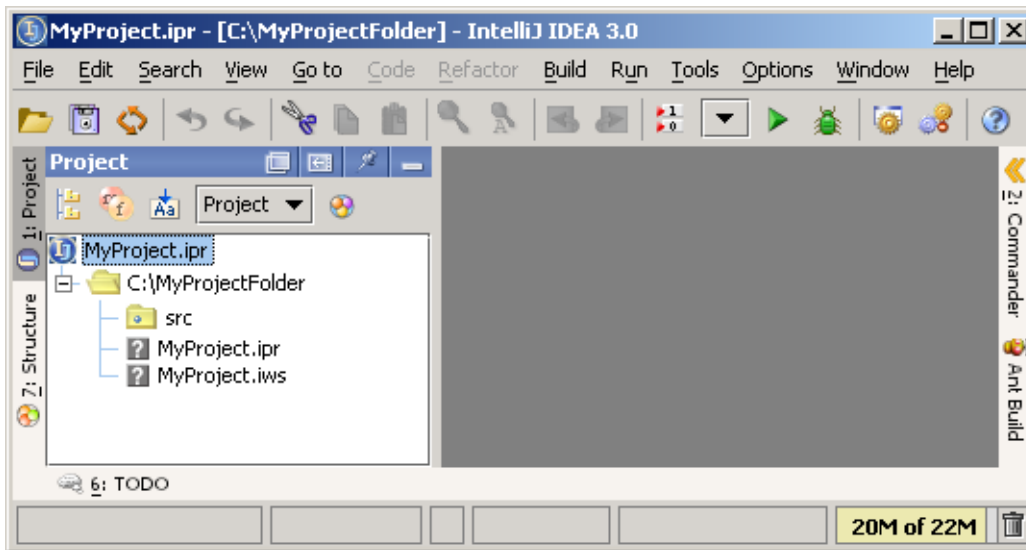 MyProject.ipr - [C:\MyProjectFolder] - IntelliJ IDEA 3.0
File Edit Search View Go to Code Refactor Build Run Tools Options Window Help
Project
Project
1: Project
7: Structure
MyProject.ipr
C:\MyProjectFolder
src
MyProject.ipr
MyProject.iws
2: Commander
Ant Build
6: TODO
20M of 22M